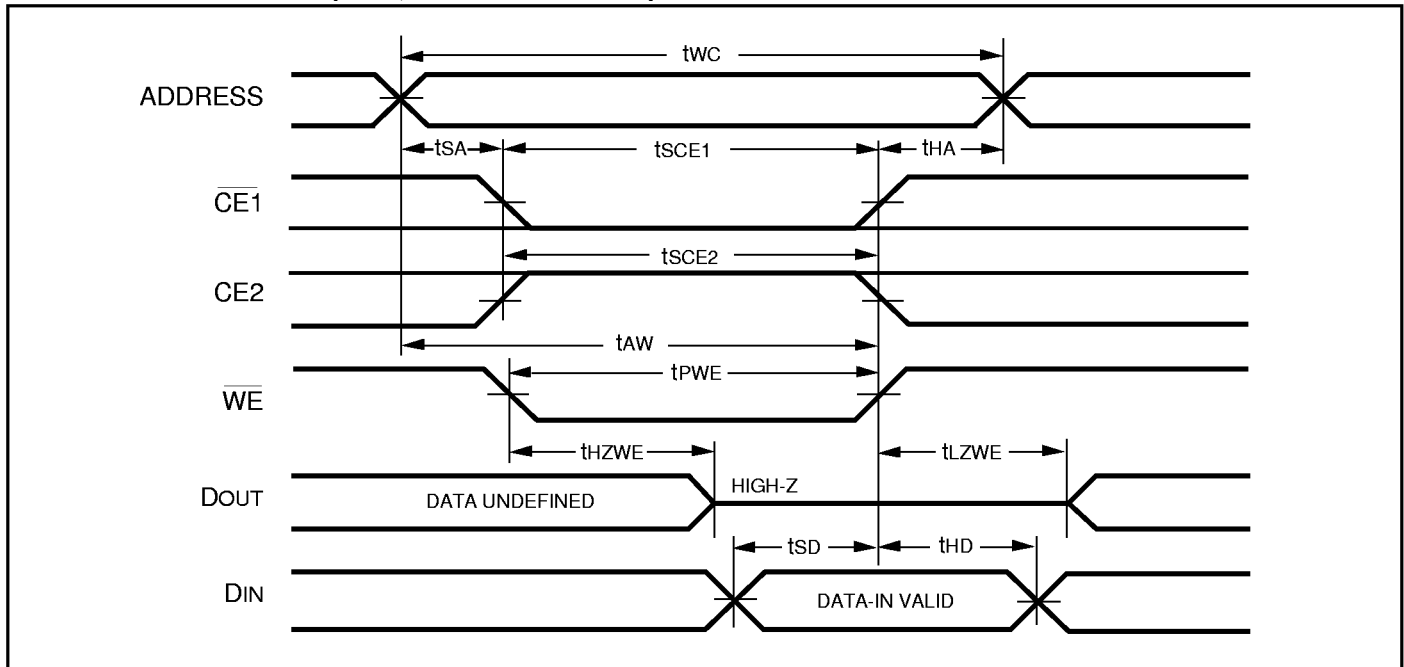 tWC
ADDRESS
tSA
tSCE1
tHA
CE1
tSCE2
CE2
tAW
tPWE
WE
tHZWE
tLZWE
DOUT
DATA UNDEFINED
HIGH-Z
tSD
tHD
DIN
DATA-IN VALID